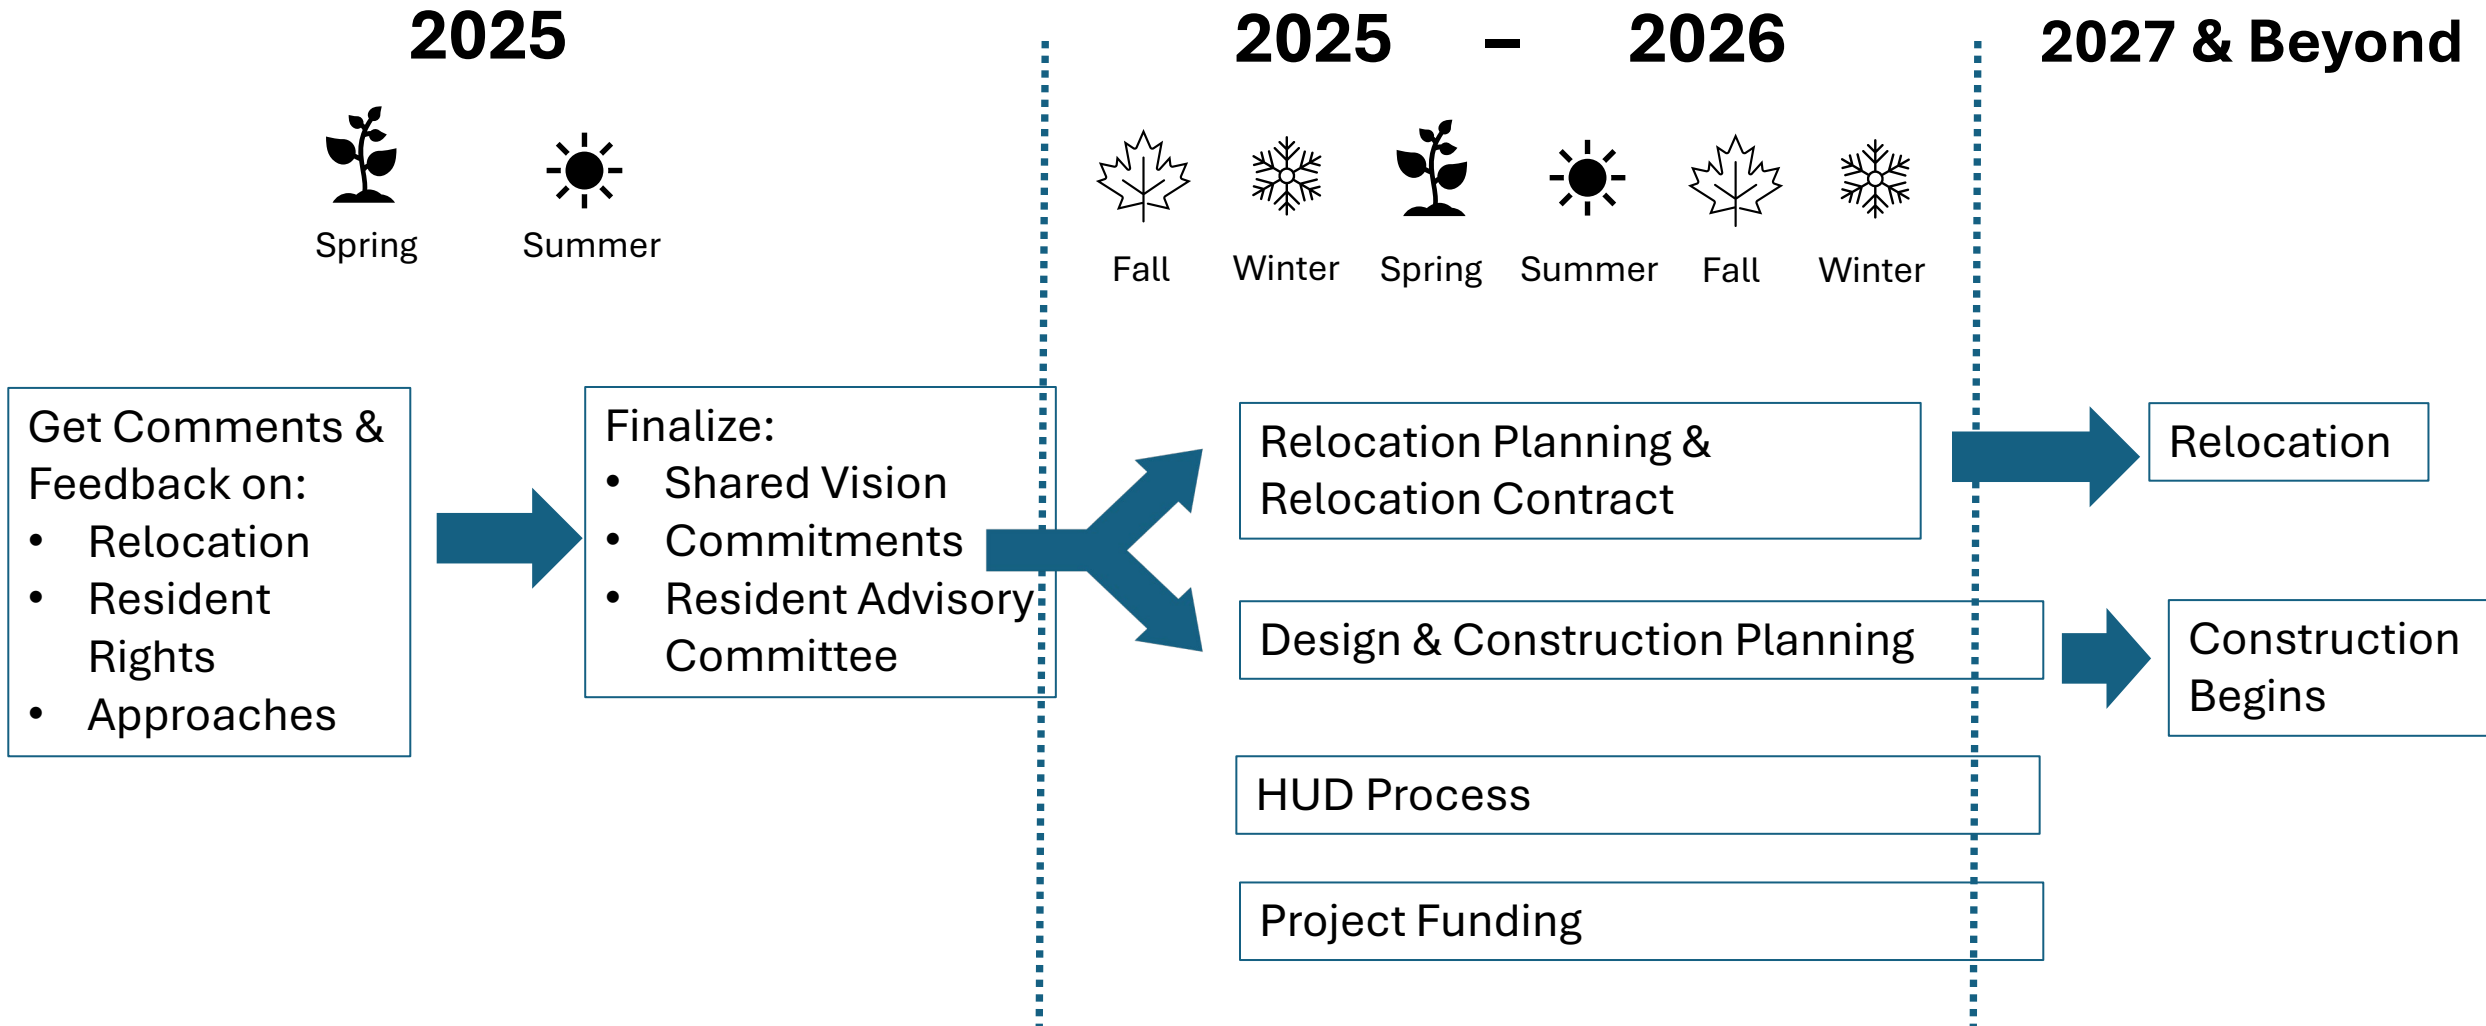 2025
2025 – 2026
2027 & Beyond
Spring
Summer
Fall
Winter
Spring
Summer
Fall
Winter
Get Comments &
Feedback on:
• Relocation
• Resident
Rights
• Approaches
Finalize:
• Shared Vision
• Commitments
• Resident Advisory
Committee
Relocation Planning &
Relocation Contract
Relocation
Design & Construction Planning
Construction
Begins
HUD Process
Project Funding